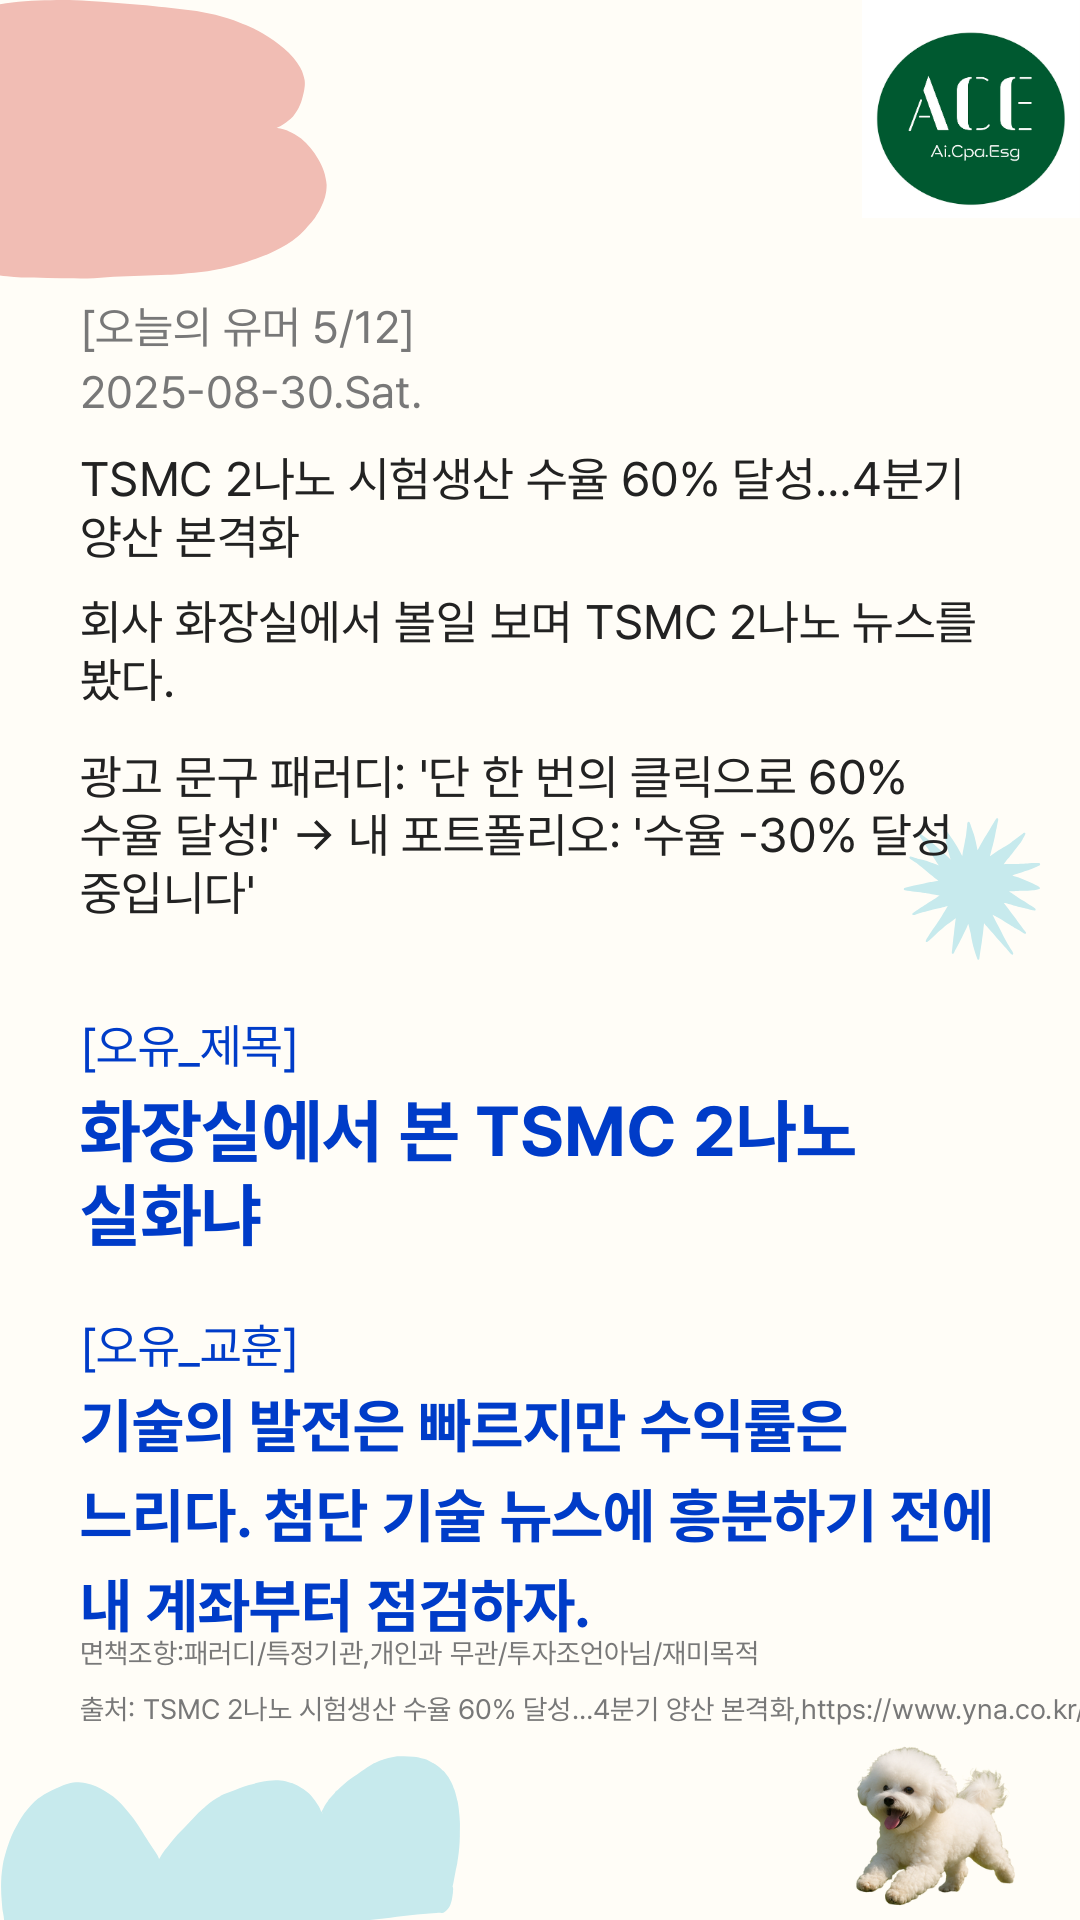 ACE
Ai.Cpa.Esg
[오늘의 유머 5/12]
2025-08-30.Sat.
TSMC 2나노 시험생산 수율 60% 달성...4분기
양산 본격화
회사 화장실에서 볼일 보며 TSMC 2나노 뉴스를
봤다.
광고 문구 패러디: '단 한 번의 클릭으로 60%
수율 달성!' → 내 포트폴리오: '수율 -30% 달성
중입니다'
[오유_제목]
화장실에서 본 TSMC 2나노
실화냐
[오유_교훈]
기술의 발전은 빠르지만 수익률은
느리다. 첨단 기술 뉴스에 흥분하기 전에
내 계좌부터 점검하자.
면책조항:패러디/특정기관,개인과 무관/투자조언아님/재미목적
출처: TSMC 2나노 시험생산 수율 60% 달성...4분기 양산 본격화,https://www.yna.co.kr/